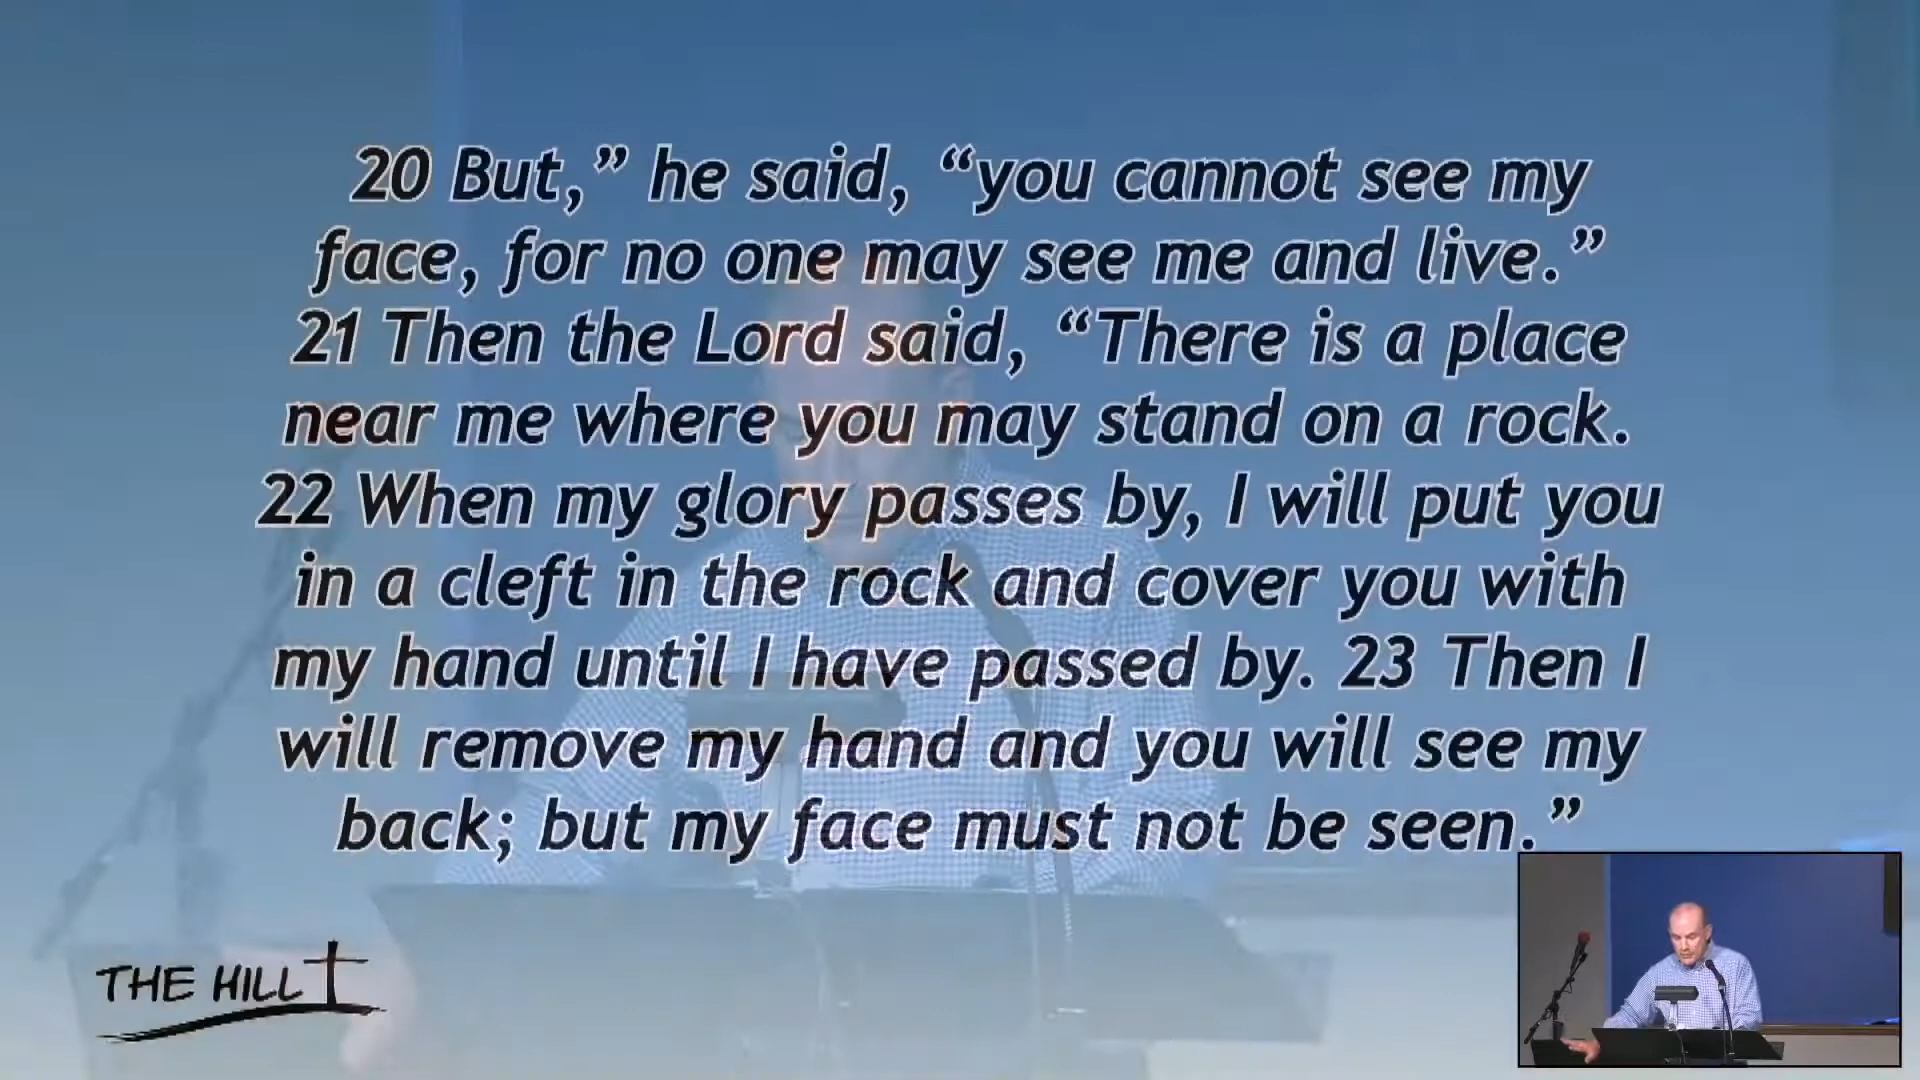 20 But,” he said, “you cannot see my
face, for no one may see me and live.”
21 Then the Lord said, “There is a place
near me where you may stand on a rock.
22 When my glory passes by, I will put you
in a cleft in the rock and cover you with
my hand until I have passed by. 23 Then I
will remove my hand and you will see my
back; but my face must not be seen.”
THE HILL